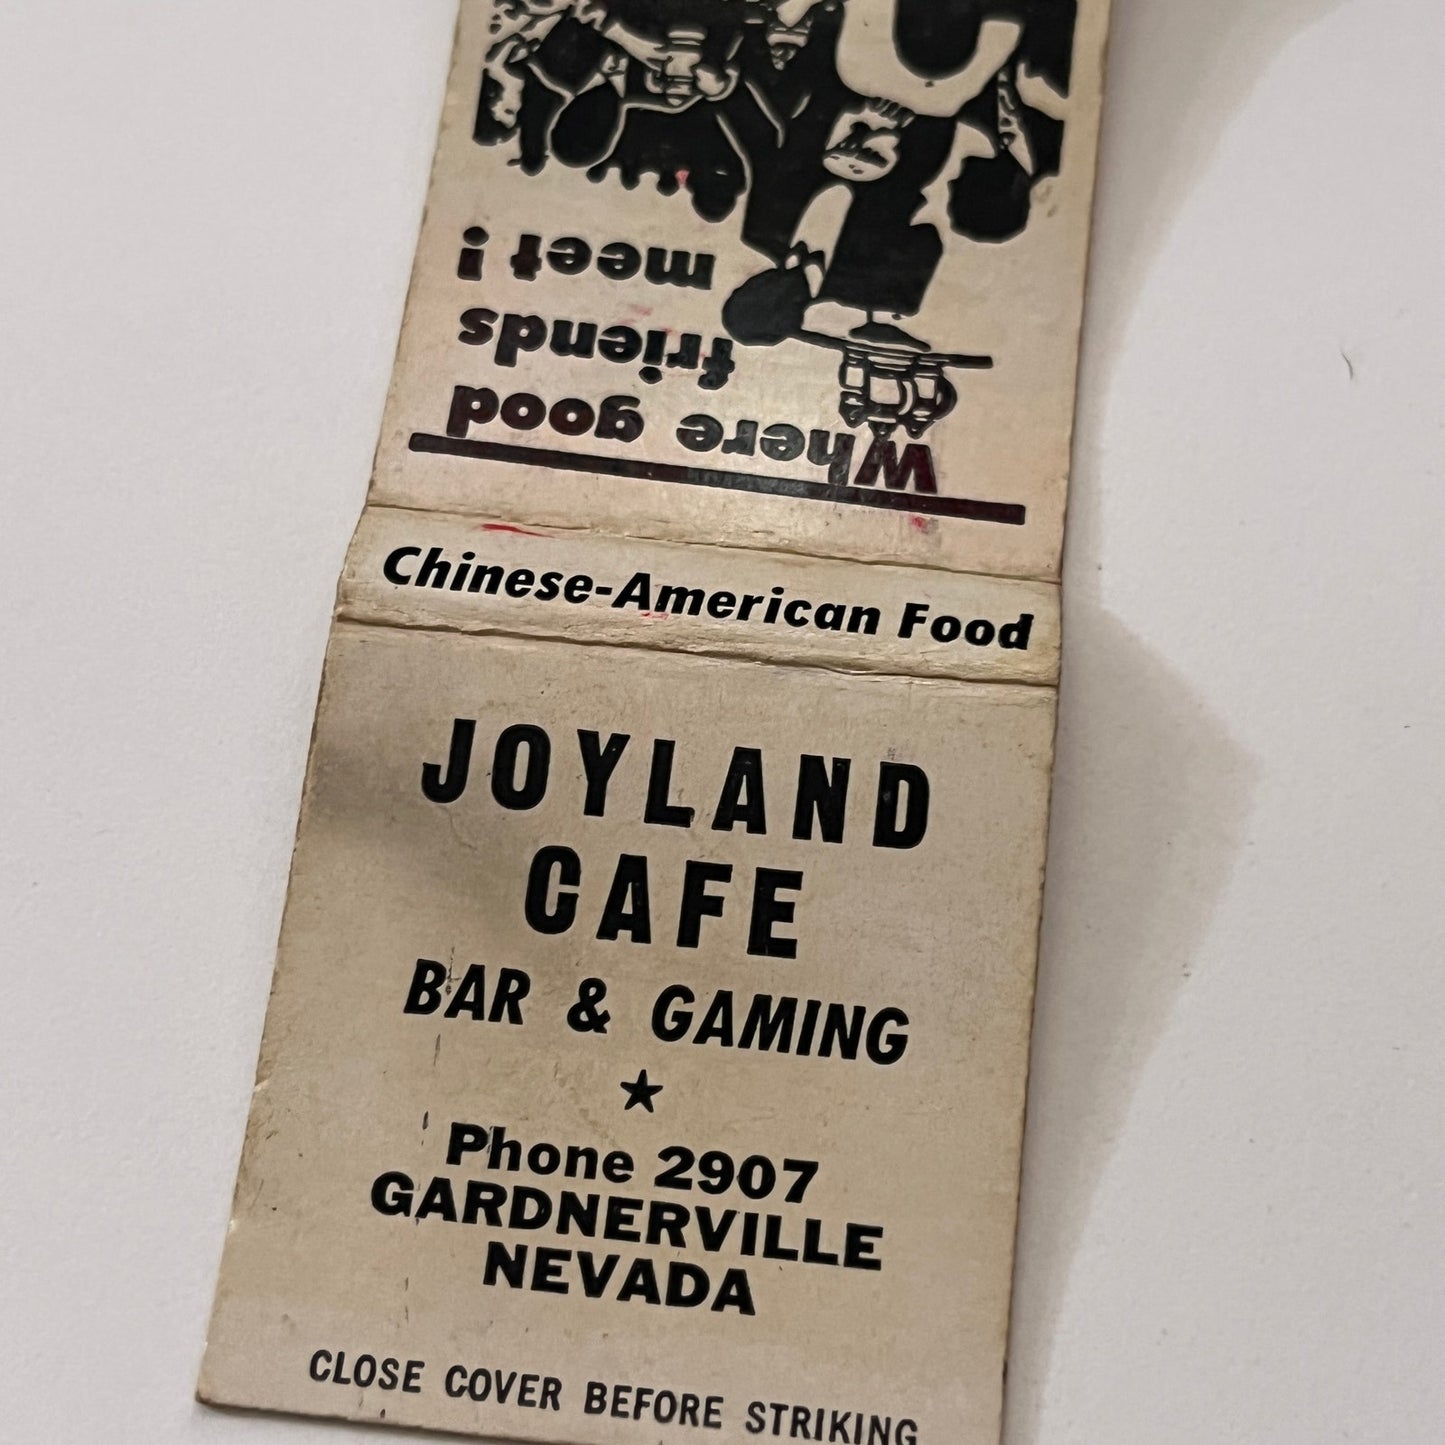 Where good
friends
meet!
Chinese-American Food
JOYLAND
CAFE
BAR & GAMING
Phone 2907
GARDNERVILLE
NEVADA
CLOSE COVER BEFORE STRIKING